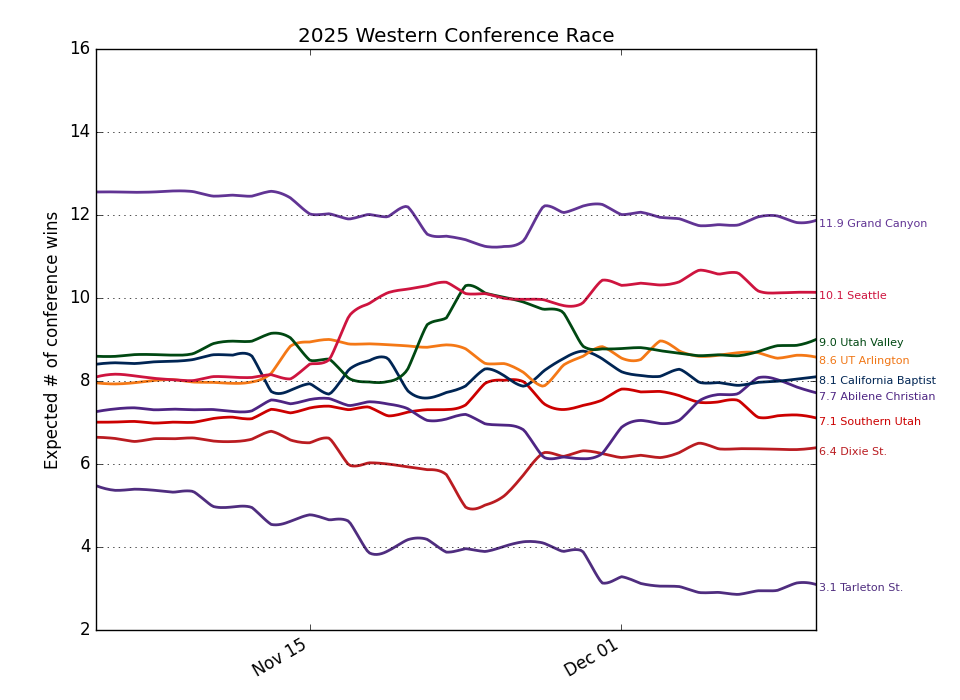 2025 Western Conference Race
Expected # of conference wins
16
14
12
10
8
6
4
2
11.9 Grand Canyon
10.1 Seattle
9.0 Utah Valley
8.6 UT Arlington
8.1 California Baptist
7.7 Abilene Christian
7.1 Southern Utah
6.4 Dixie St.
3.1 Tarleton St.
Nov 15
Dec 01